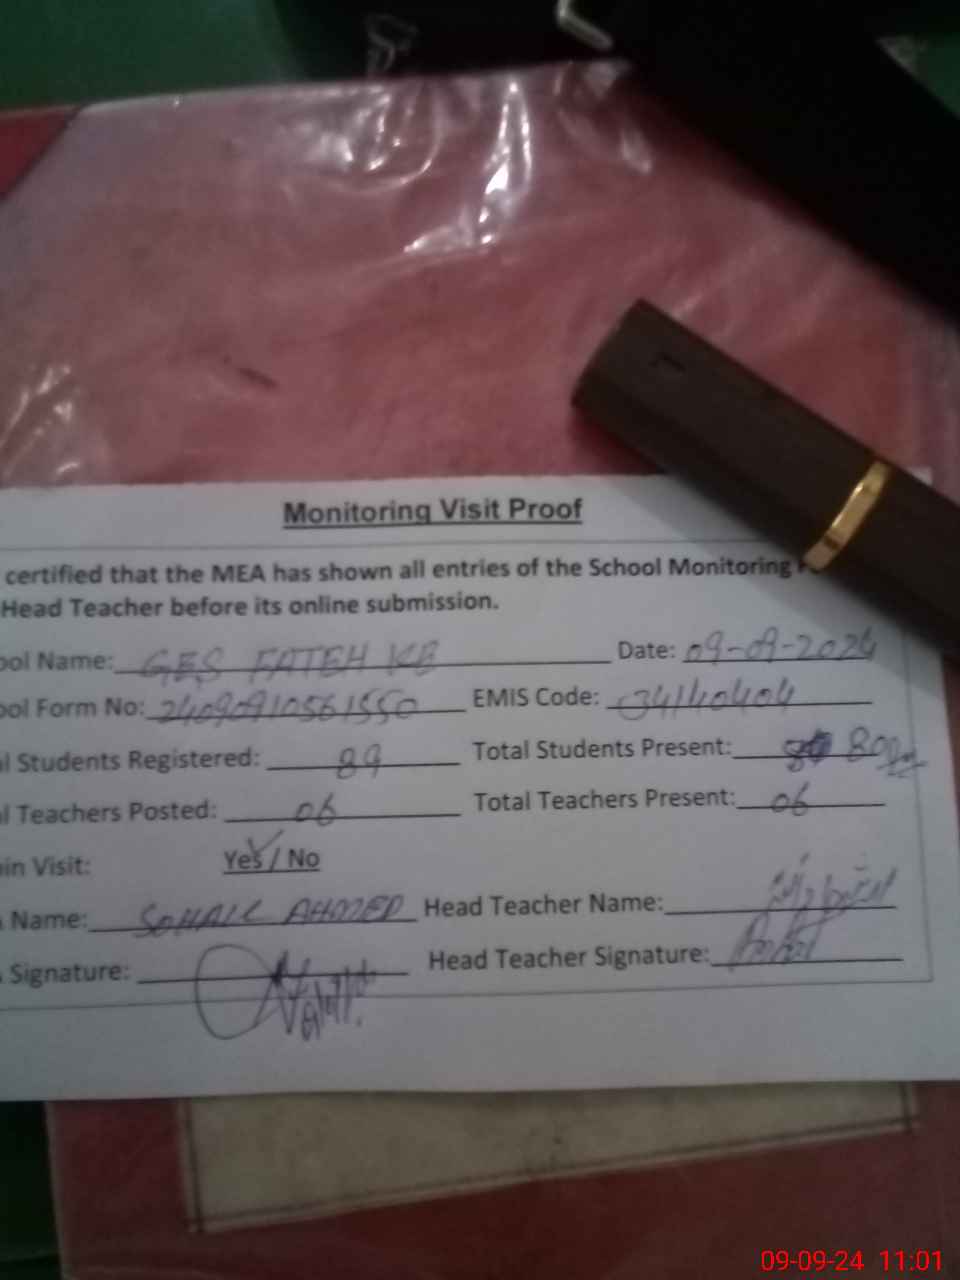 Monitoring Visit Proof
certified that the MEA has shown all entries of the School Monitoring
Head Teacher before its online submission.
ool Name: GES FATEH KB Date: 09-09-2024
ool Form No: 24090910561550 EMIS Code: 34140404
l Students Registered: 89 Total Students Present: 80
l Teachers Posted: 06 Total Teachers Present: 06
in Visit: Yes / No
Name: SOHAIL AHMED Head Teacher Name:
Signature: Head Teacher Signature:
09-09-24 11:01